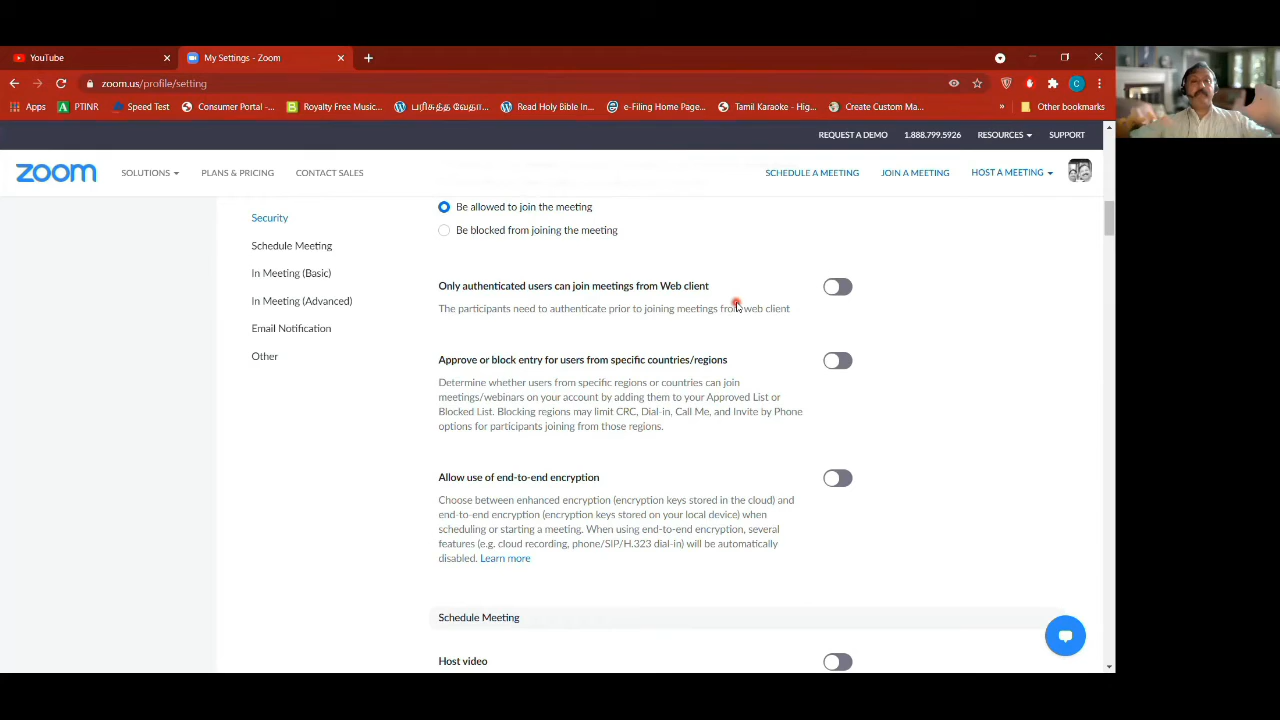 YouTube
My Settings - Zoom
zoom.us/profile/setting
C
Apps
PTINR
Speed Test
Consumer Portal -...
Royalty Free Music...
பரிசுத்த வேதா...
Read Holy Bible In...
e-Filing Home Page...
Tamil Karaoke - Hig...
Create Custom Ma...
»
Other bookmarks
REQUEST A DEMO
1.888.799.5926
RESOURCES
SUPPORT
zoom
SOLUTIONS
PLANS & PRICING
CONTACT SALES
SCHEDULE A MEETING
JOIN A MEETING
HOST A MEETING
Security
Schedule Meeting
In Meeting (Basic)
In Meeting (Advanced)
Email Notification
Other
Be allowed to join the meeting
Be blocked from joining the meeting
Only authenticated users can join meetings from Web client
The participants need to authenticate prior to joining meetings from web client
Approve or block entry for users from specific countries/regions
Determine whether users from specific regions or countries can join
meetings/webinars on your account by adding them to your Approved List or
Blocked List. Blocking regions may limit CRC, Dial-in, Call Me, and Invite by Phone
options for participants joining from those regions.
Allow use of end-to-end encryption
Choose between enhanced encryption (encryption keys stored in the cloud) and
end-to-end encryption (encryption keys stored on your local device) when
scheduling or starting a meeting. When using end-to-end encryption, several
features (e.g. cloud recording, phone/SIP/H.323 dial-in) will be automatically
disabled. Learn more
Schedule Meeting
Host video